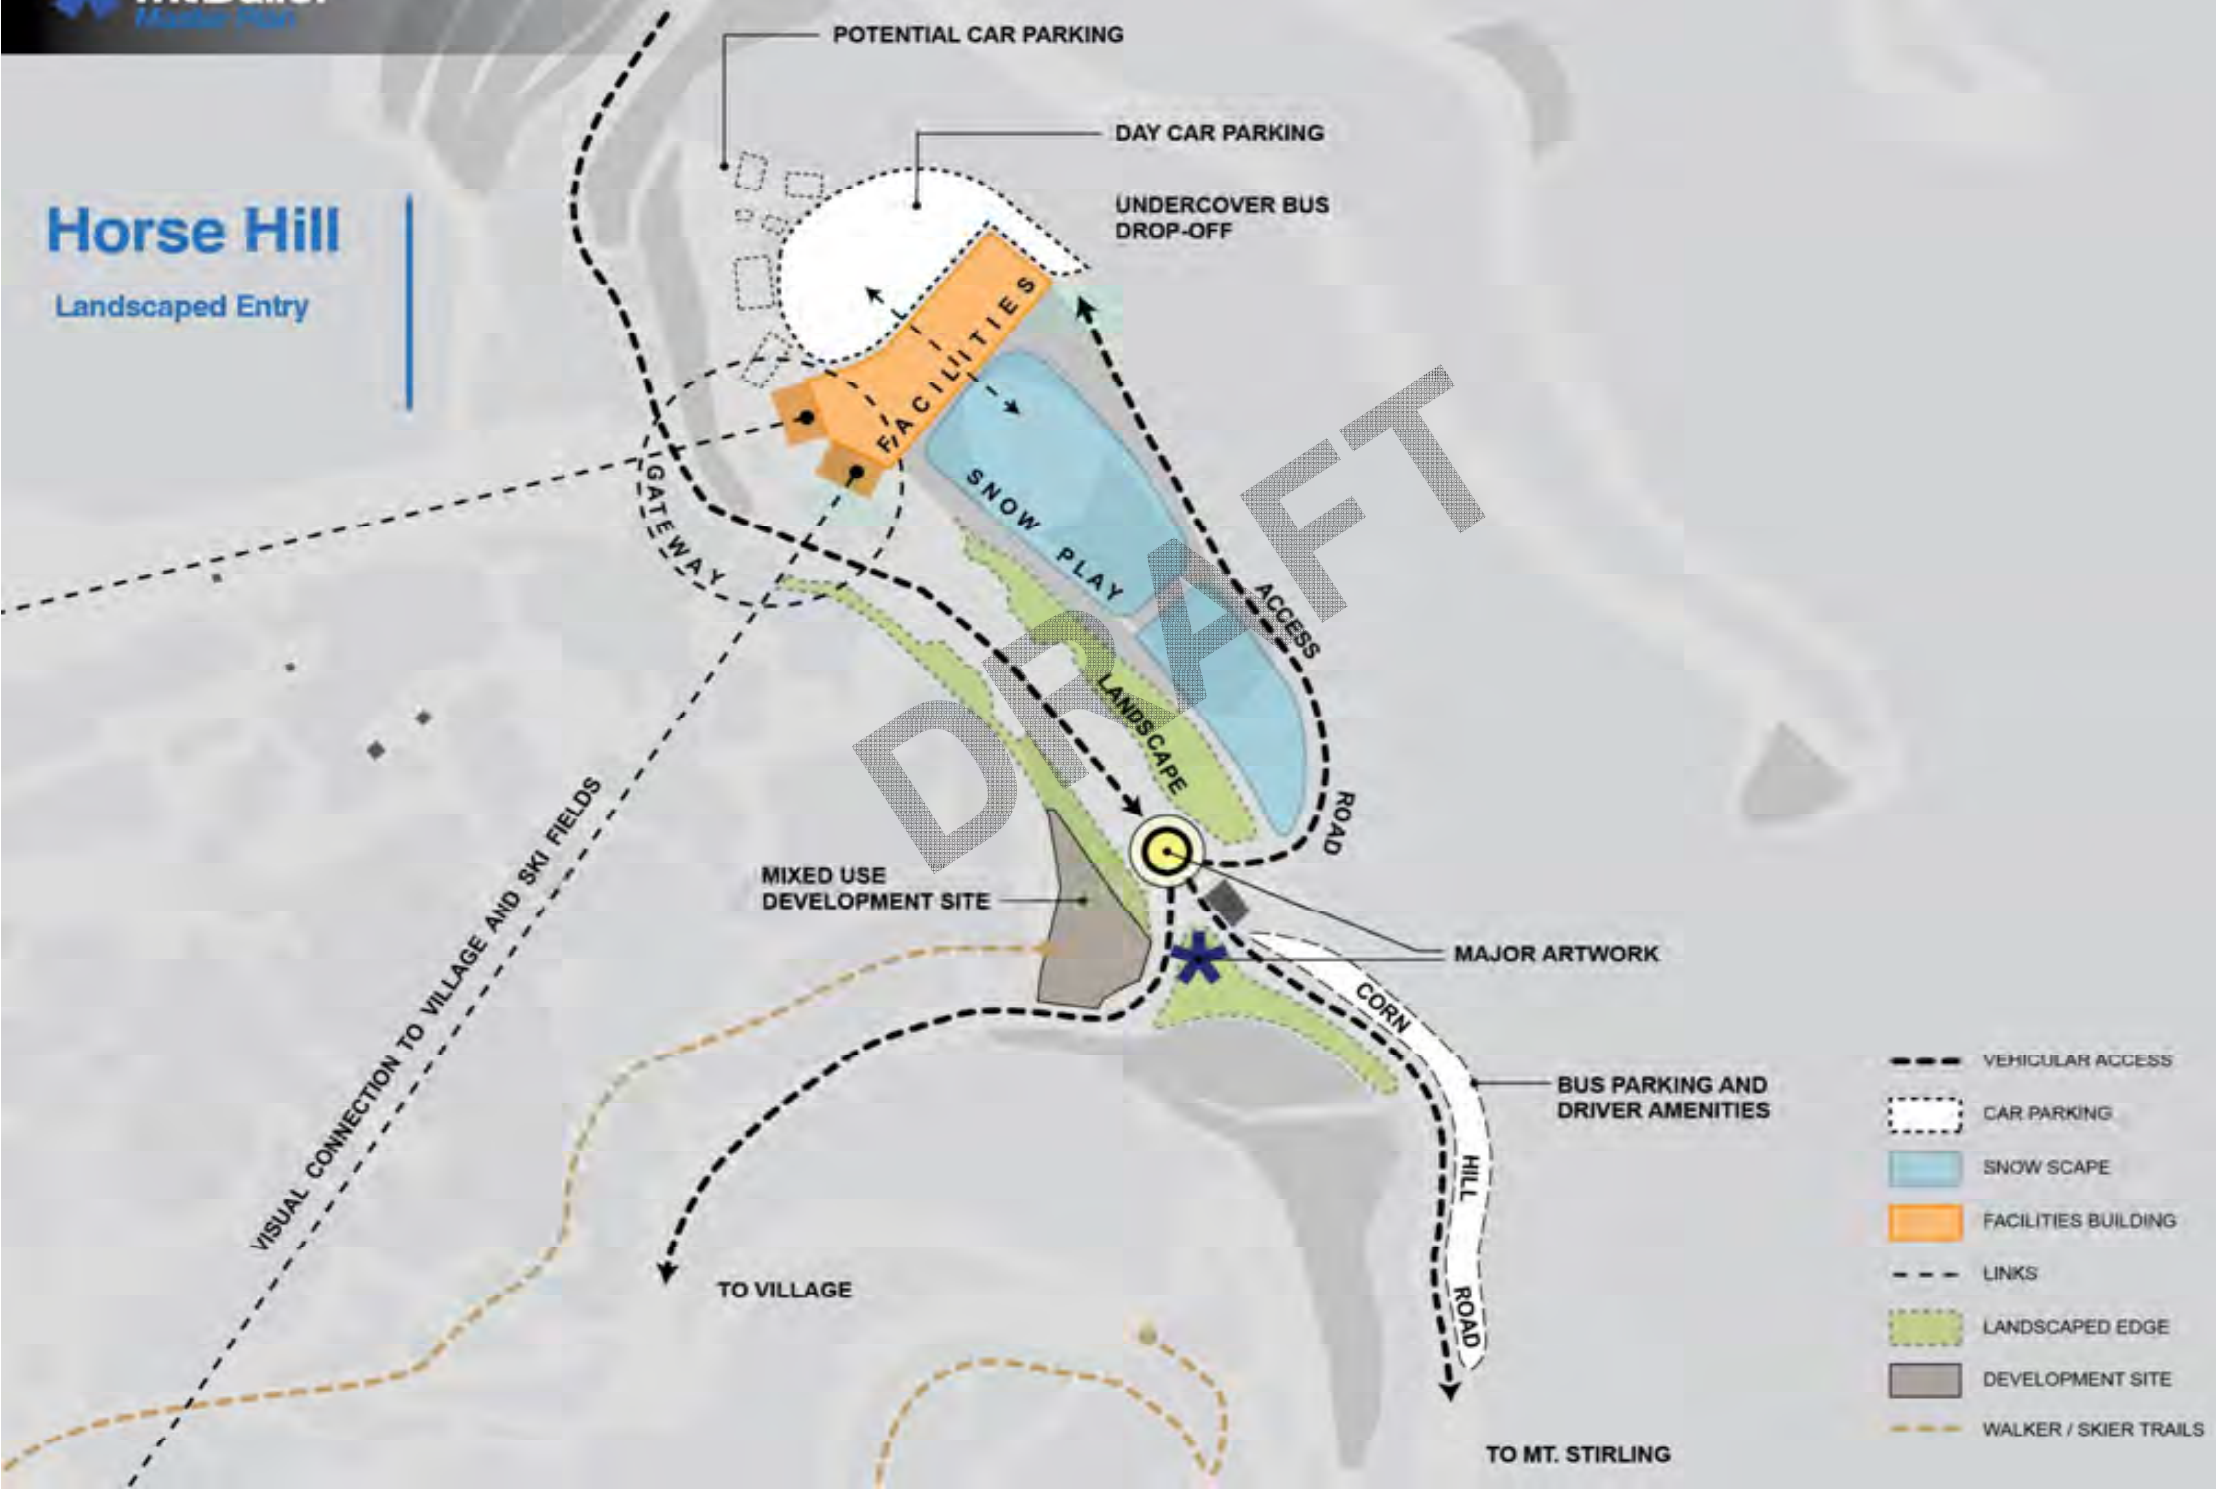 Master Plan
Horse Hill
Landscaped Entry
POTENTIAL CAR PARKING
DAY CAR PARKING
UNDERCOVER BUS
DROP-OFF
FACILITIES
GATEWAY
SNOW PLAY
ACCESS ROAD
LANDSCAPE
DRAFT
MIXED USE
DEVELOPMENT SITE
MAJOR ARTWORK
VISUAL CONNECTION TO VILLAGE AND SKI FIELDS
CORN HILL ROAD
BUS PARKING AND
DRIVER AMENITIES
TO VILLAGE
TO MT. STIRLING
VEHICULAR ACCESS
CAR PARKING
SNOW SCAPE
FACILITIES BUILDING
LINKS
LANDSCAPED EDGE
DEVELOPMENT SITE
WALKER / SKIER TRAILS